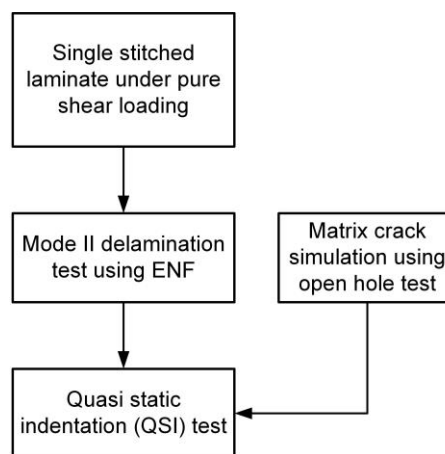 Single stitched
laminate under pure
shear loading
Mode II delamination
test using ENF
Matrix crack
simulation using
open hole test
Quasi static
indentation (QSI) test